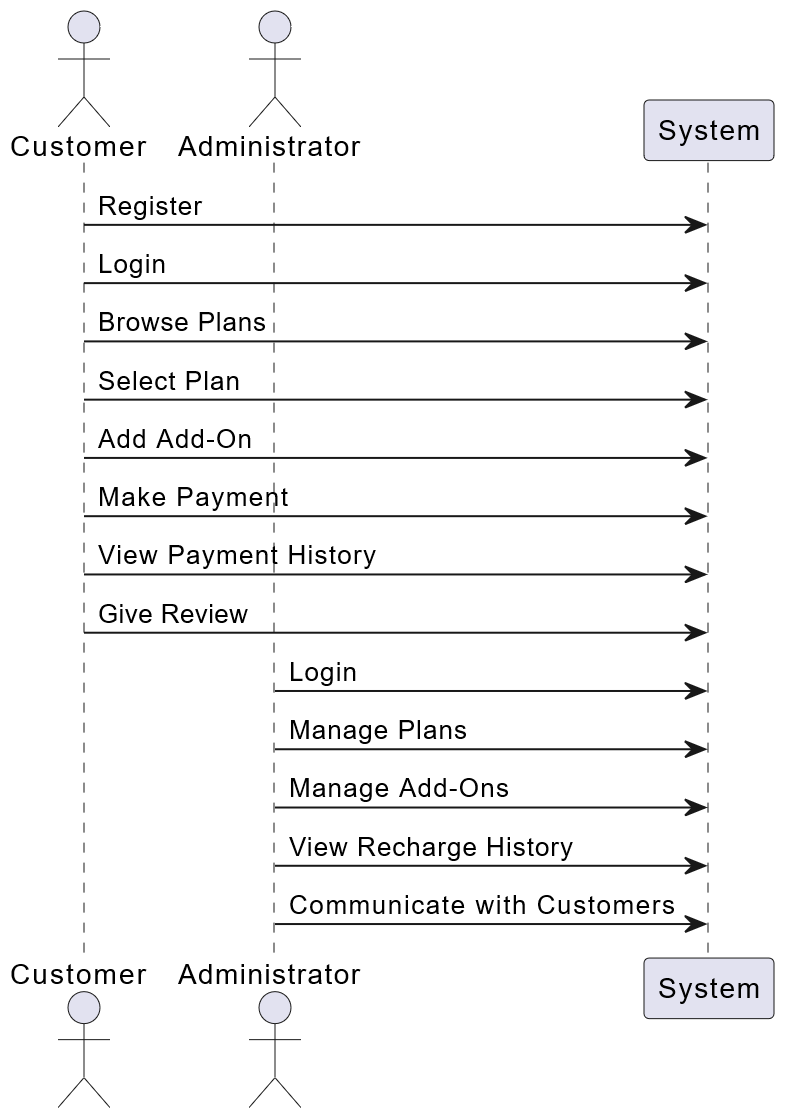 Customer
Administrator
System
Register
Login
Browse Plans
Select Plan
Add Add-On
Make Payment
View Payment History
Give Review
Login
Manage Plans
Manage Add-Ons
View Recharge History
Communicate with Customers
Customer
Administrator
System